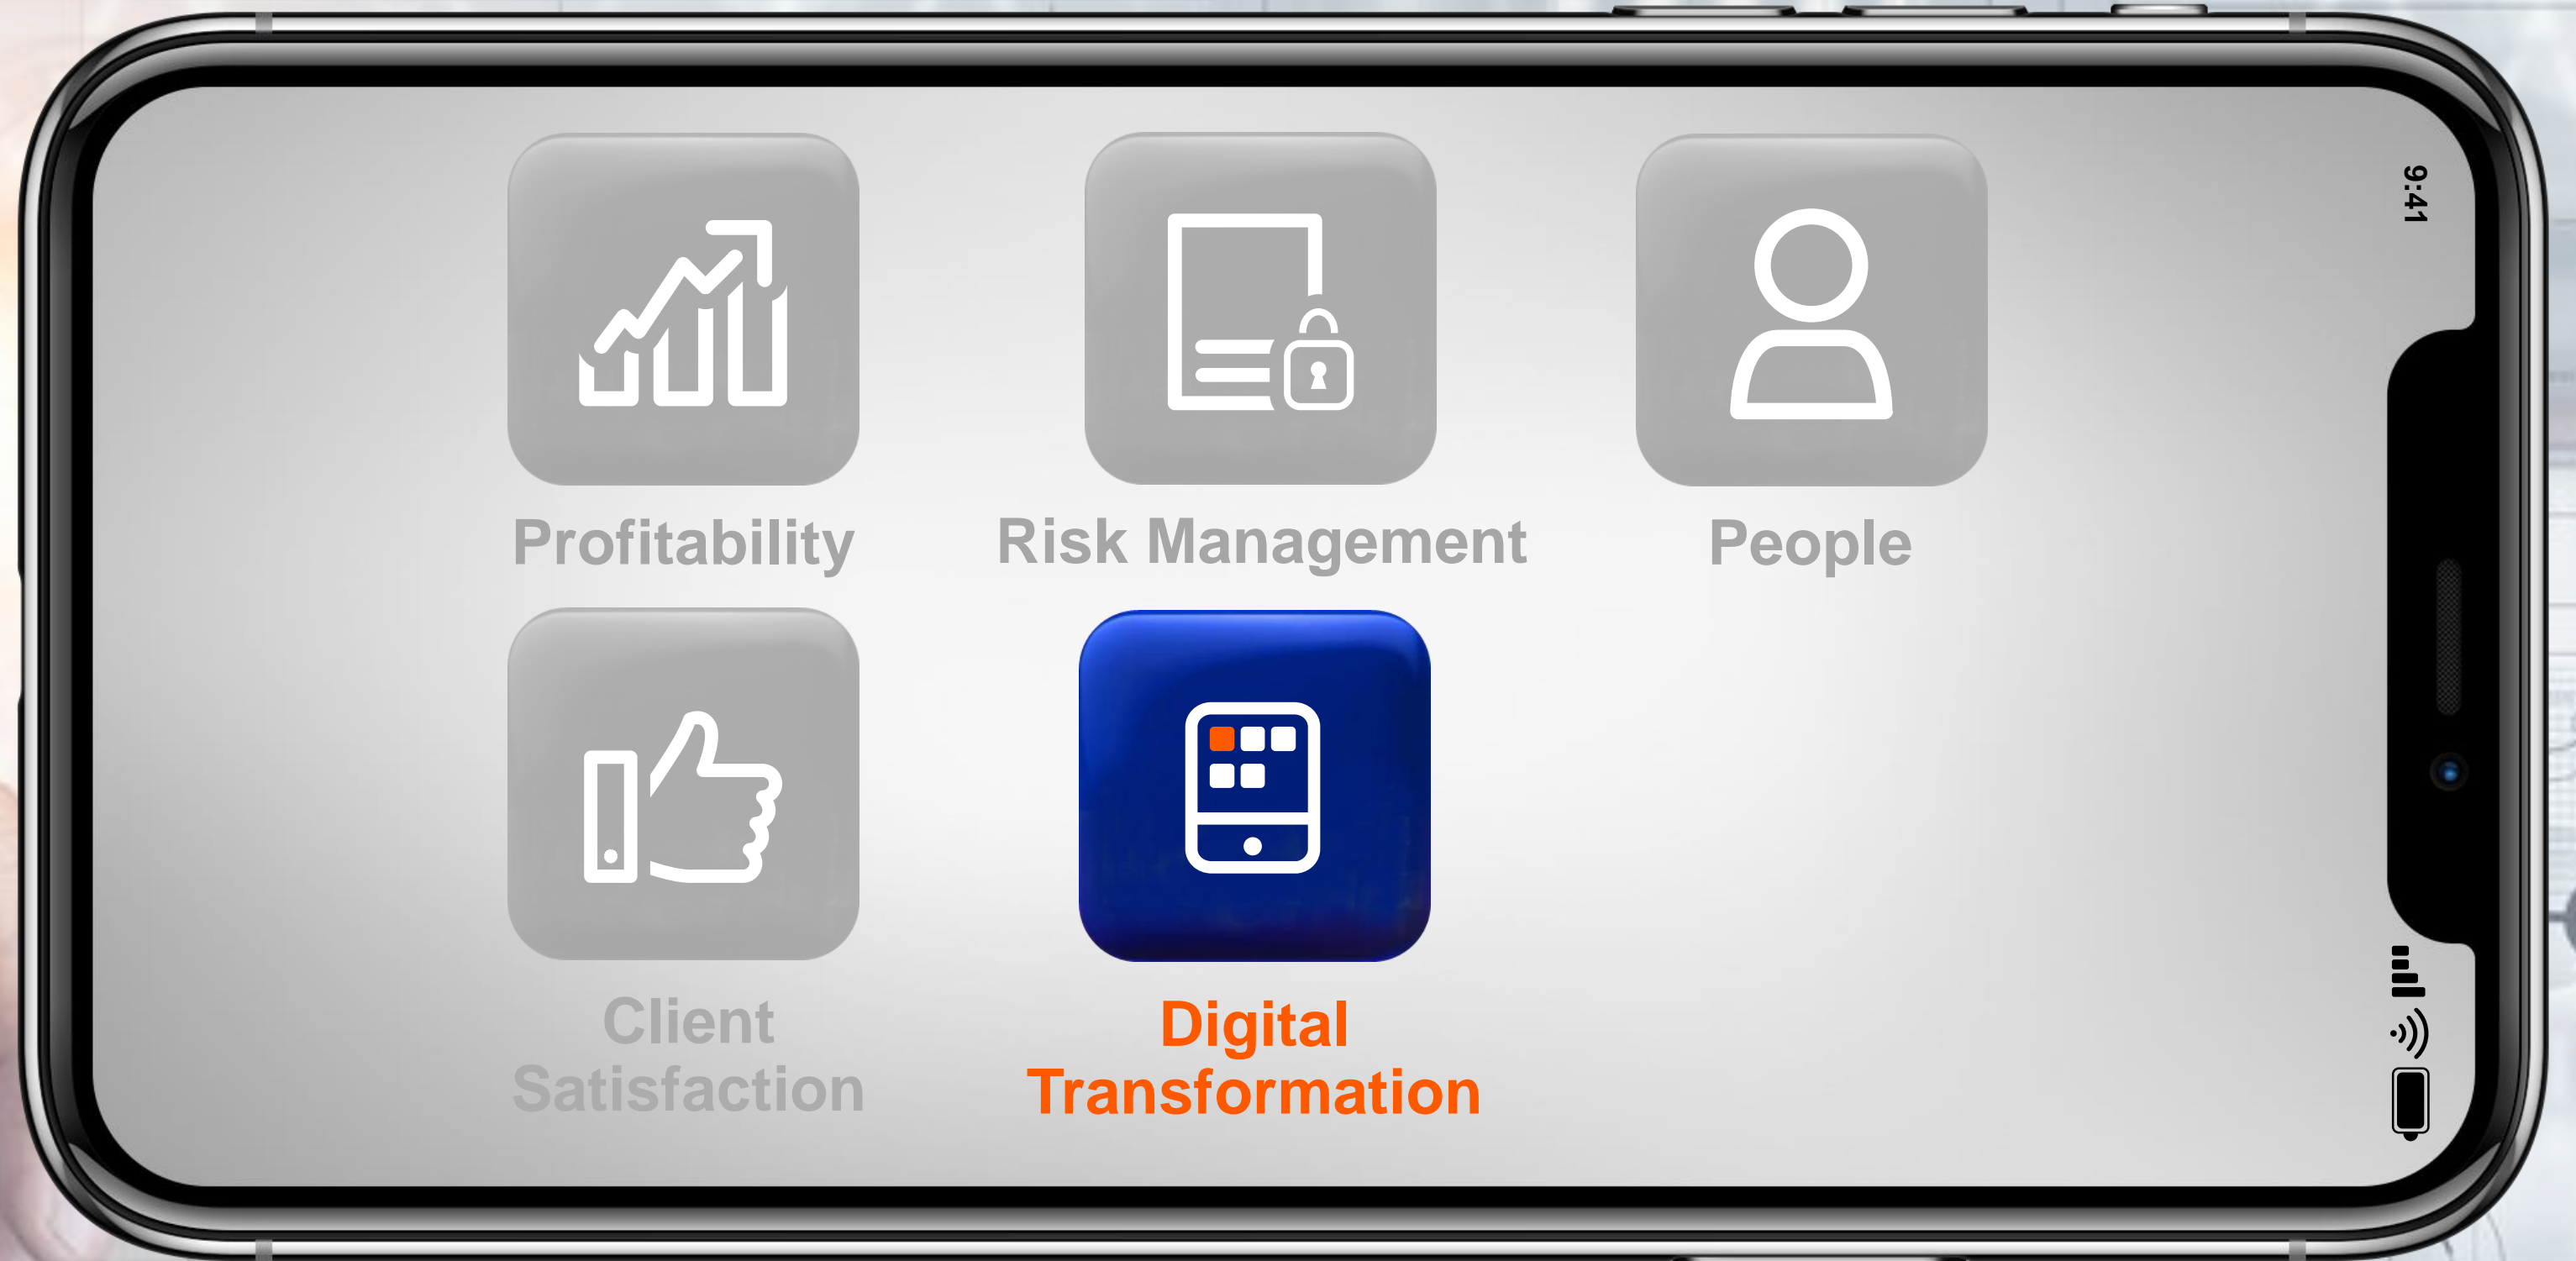 9:41
Profitability
Risk Management
People
Client
Satisfaction
Digital
Transformation